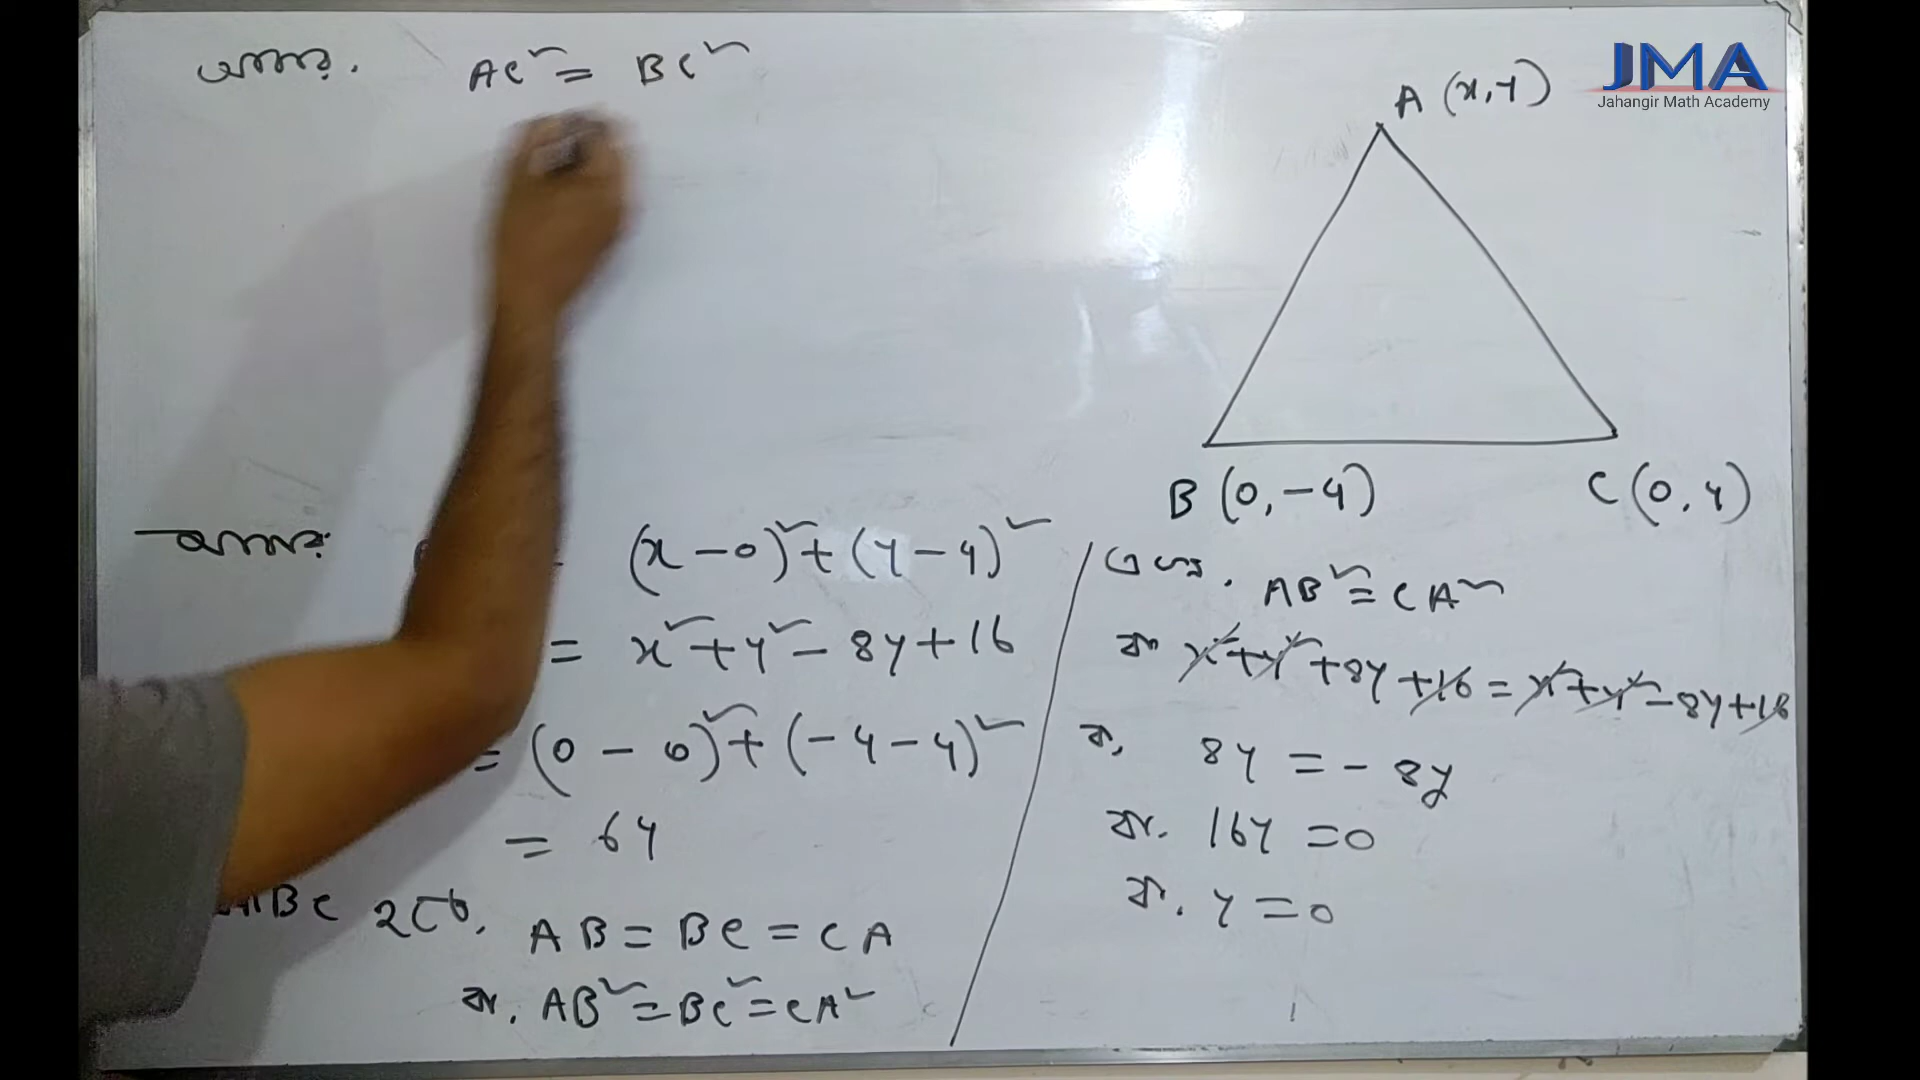 আবার, AC² = BC²
A (x, y)
JMA
Jahangir Math Academy
B (0, -4)
C (0, 4)
আবার, (x - 0)² + (y - 4)²
= x² + y² - 8y + 16
= (0 - 0)² + (-4 - 4)²
= 64
ABC হতে, AB = BC = CA
বা, AB² = BC² = CA²
এখন, AB² = CA²
বা x² + y² + 8y + 16 = x² + y² - 8y + 16
বা, 8y = - 8y
বা, 16y = 0
বা, y = 0